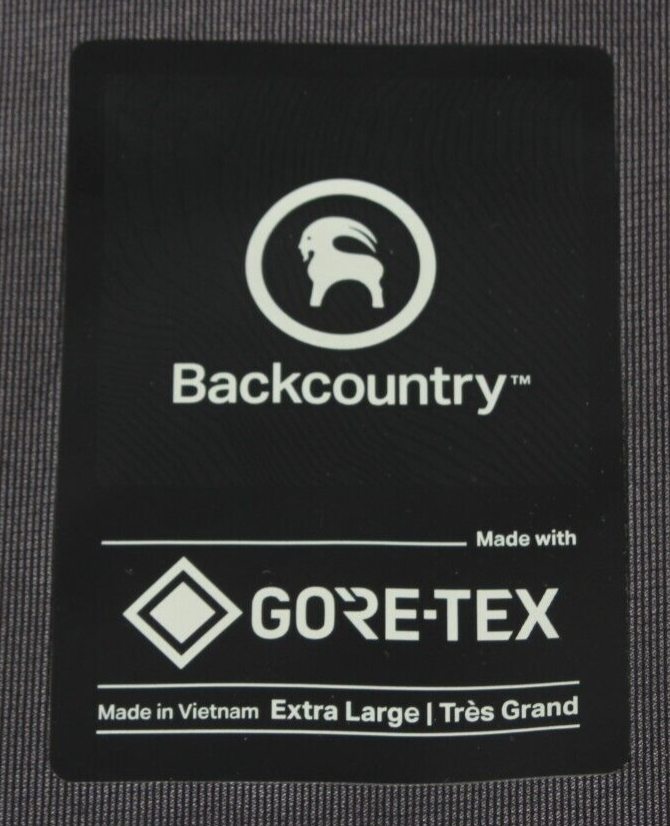 Backcountry™
Made with
GORE-TEX
Made in Vietnam Extra Large | Très Grand